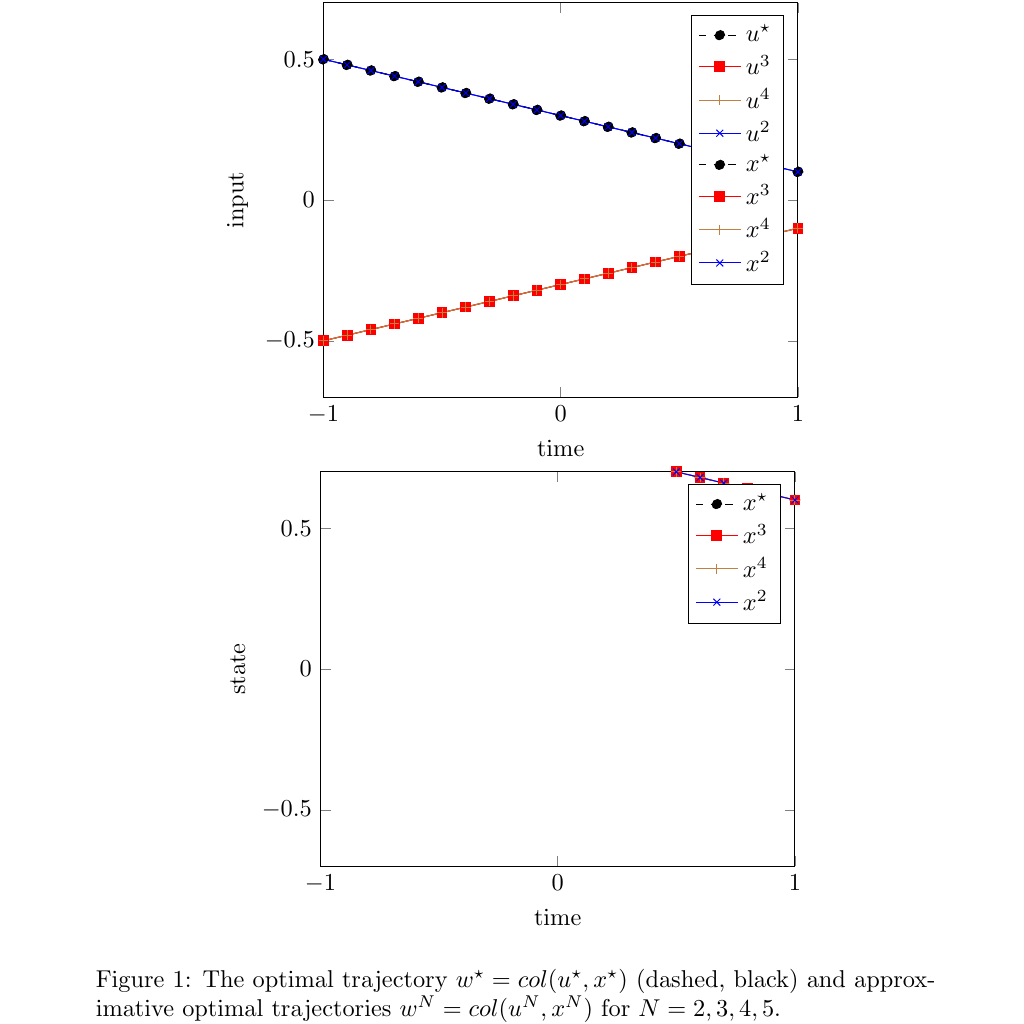 0.5
0
−0.5
−1
0
1
input
time
u⋆
u³
u⁴
u²
x⋆
x³
x⁴
x²
0.5
0
−0.5
−1
0
1
state
time
x⋆
x³
x⁴
x²
Figure 1: The optimal trajectory w⋆ = col(u⋆, x⋆) (dashed, black) and approx-
imative optimal trajectories wᴺ = col(uᴺ, xᴺ) for N = 2, 3, 4, 5.